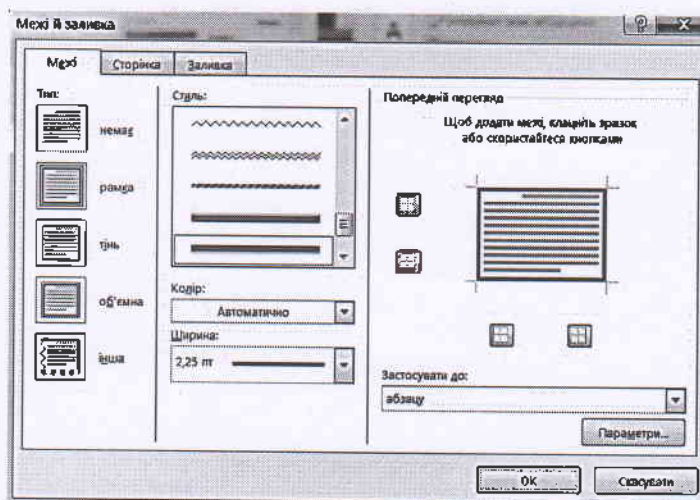 Межі й заливка
Межі
Сторінка
Заливка
Тип:
немає
рамка
тінь
об'ємна
інша
Стиль:
Колір:
Автоматично
Ширина:
2,25 пт
Попередній перегляд
Щоб додати межі, клацніть зразок
або скористайтеся кнопками
Застосувати до:
абзацу
Параметри...
ОК
Скасувати